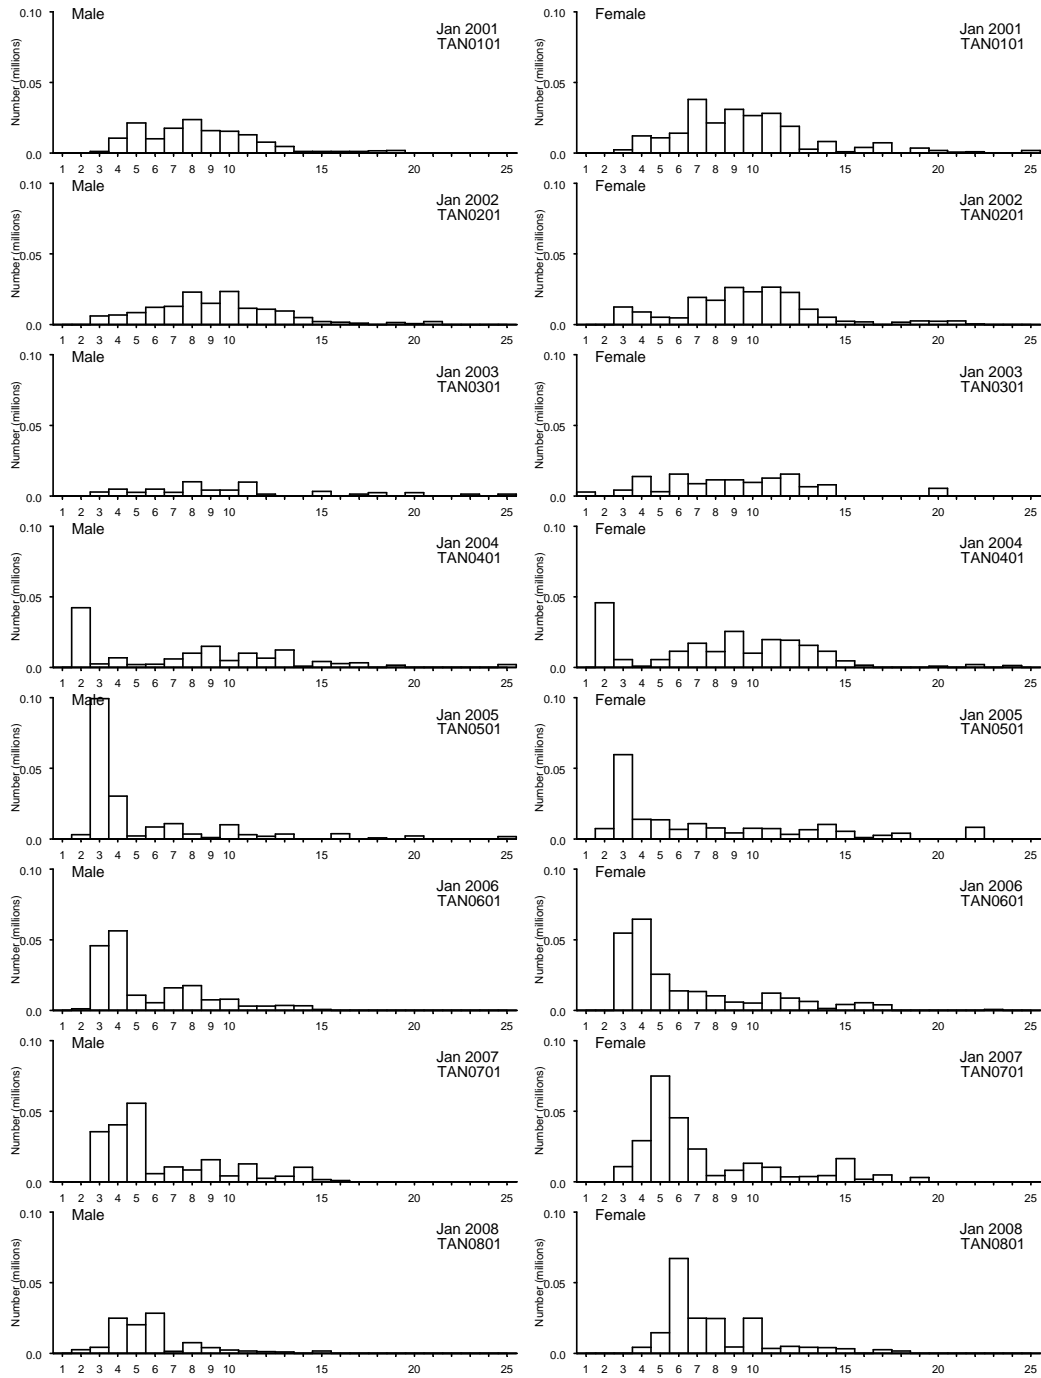 Male
Jan 2001
TAN0101
Number (millions)
0.10
0.05
0.0
1 2 3 4 5 6 7 8 9 10 15 20 25
Female
Jan 2001
TAN0101
Number (millions)
0.10
0.05
0.0
1 2 3 4 5 6 7 8 9 10 15 20 25
Male
Jan 2002
TAN0201
Number (millions)
0.10
0.05
0.0
1 2 3 4 5 6 7 8 9 10 15 20 25
Female
Jan 2002
TAN0201
Number (millions)
0.10
0.05
0.0
1 2 3 4 5 6 7 8 9 10 15 20 25
Male
Jan 2003
TAN0301
Number (millions)
0.10
0.05
0.0
1 2 3 4 5 6 7 8 9 10 15 20 25
Female
Jan 2003
TAN0301
Number (millions)
0.10
0.05
0.0
1 2 3 4 5 6 7 8 9 10 15 20 25
Male
Jan 2004
TAN0401
Number (millions)
0.10
0.05
0.0
1 2 3 4 5 6 7 8 9 10 15 20 25
Female
Jan 2004
TAN0401
Number (millions)
0.10
0.05
0.0
1 2 3 4 5 6 7 8 9 10 15 20 25
Male
Jan 2005
TAN0501
Number (millions)
0.10
0.05
0.0
1 2 3 4 5 6 7 8 9 10 15 20 25
Female
Jan 2005
TAN0501
Number (millions)
0.10
0.05
0.0
1 2 3 4 5 6 7 8 9 10 15 20 25
Male
Jan 2006
TAN0601
Number (millions)
0.10
0.05
0.0
1 2 3 4 5 6 7 8 9 10 15 20 25
Female
Jan 2006
TAN0601
Number (millions)
0.10
0.05
0.0
1 2 3 4 5 6 7 8 9 10 15 20 25
Male
Jan 2007
TAN0701
Number (millions)
0.10
0.05
0.0
1 2 3 4 5 6 7 8 9 10 15 20 25
Female
Jan 2007
TAN0701
Number (millions)
0.10
0.05
0.0
1 2 3 4 5 6 7 8 9 10 15 20 25
Male
Jan 2008
TAN0801
Number (millions)
0.10
0.05
0.0
1 2 3 4 5 6 7 8 9 10 15 20 25
Female
Jan 2008
TAN0801
Number (millions)
0.10
0.05
0.0
1 2 3 4 5 6 7 8 9 10 15 20 25